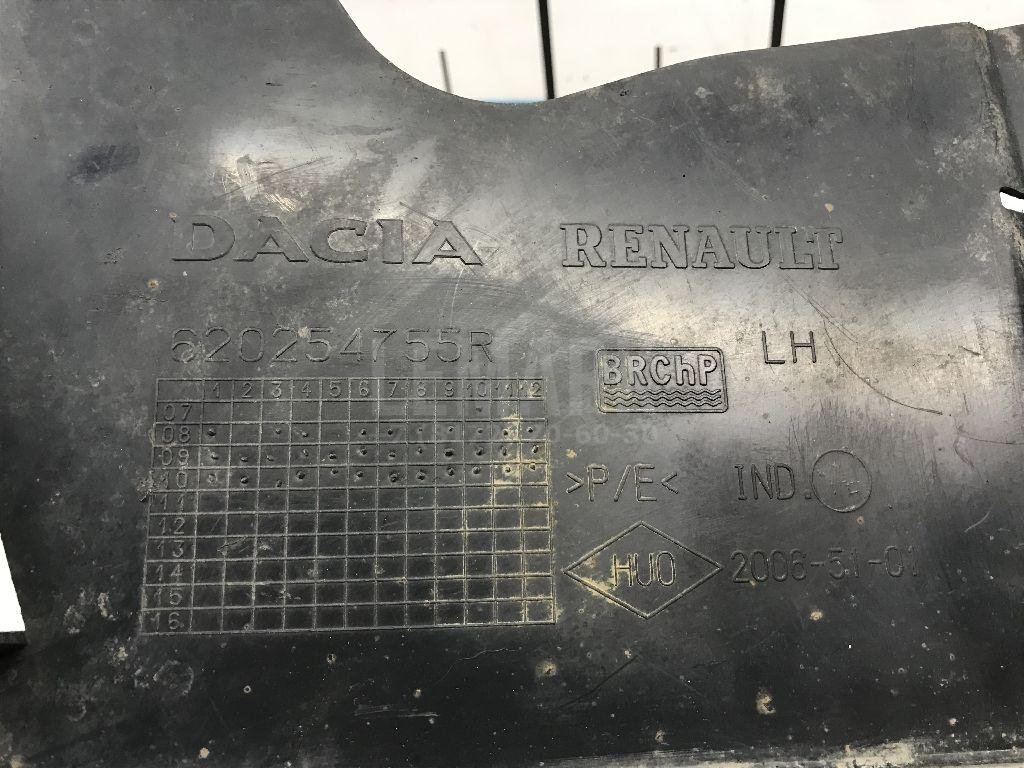 DACIA RENAULT
620254755R LH
BRChP
1 2 3 4 5 6 7 8 9 10 11 12
07
08
09
10
11
12
13
14
15
16
>P/E< IND.
HUO 2006-51-01